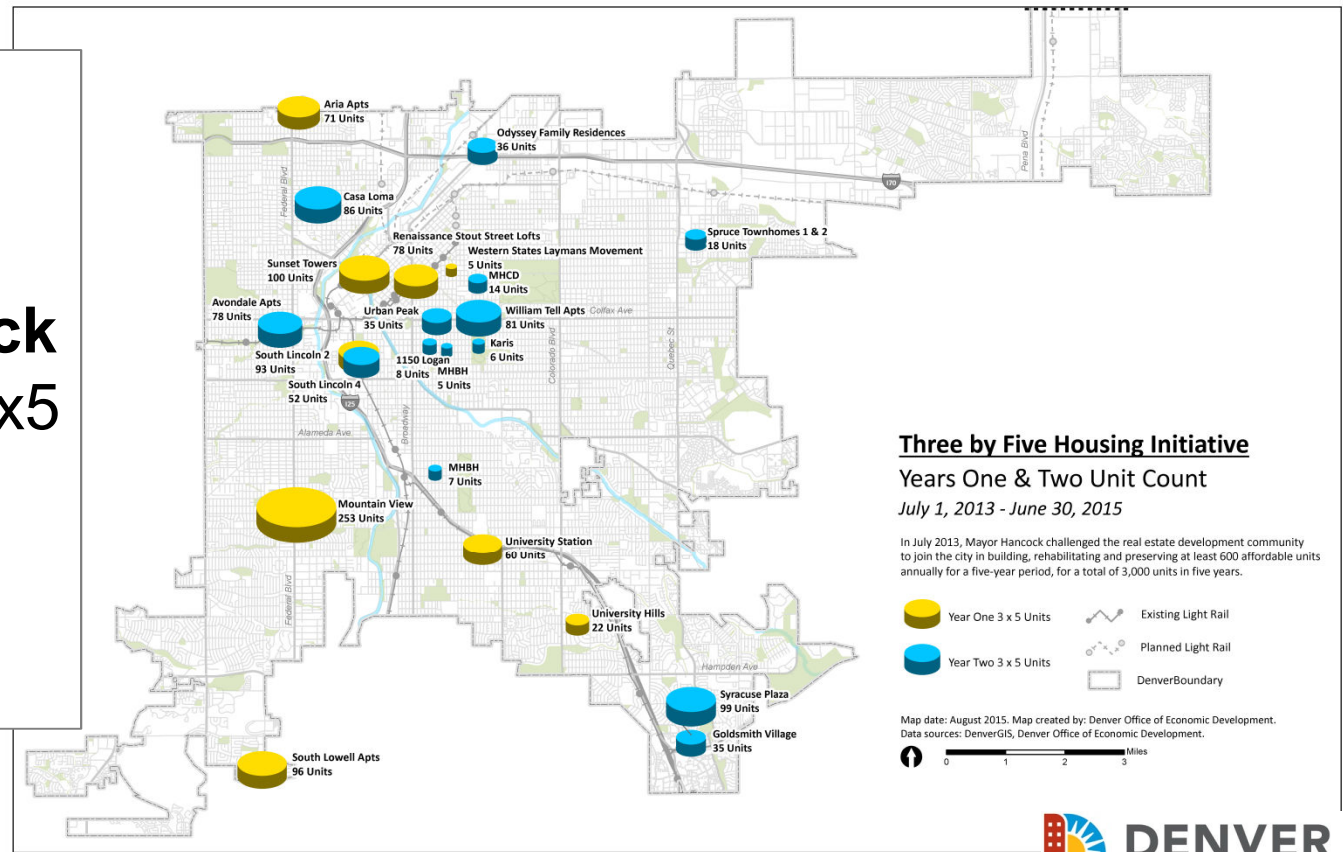 ck
x5
Aria Apts
71 Units
Odyssey Family Residences
36 Units
Federal Blvd
Pena Blvd
170
Casa Loma
86 Units
Renaissance Stout Street Lofts
78 Units
Spruce Townhomes 1 & 2
18 Units
Western States Laymans Movement
5 Units
Sunset Towers
100 Units
MHCD
14 Units
Avondale Apts
78 Units
Urban Peak
35 Units
William Tell Apts
81 Units
Colfax Ave
South Lincoln 2
93 Units
1150 Logan
8 Units
MHBH
5 Units
Karis
6 Units
Colorado Blvd
Quebec St
South Lincoln 4
52 Units
125
Broadway
Alameda Ave
MHBH
7 Units
Mountain View
253 Units
University Station
60 Units
Federal Blvd
University Hills
22 Units
Hampden Ave
Syracuse Plaza
99 Units
Goldsmith Village
35 Units
South Lowell Apts
96 Units
Three by Five Housing Initiative
Years One & Two Unit Count
July 1, 2013 - June 30, 2015
In July 2013, Mayor Hancock challenged the real estate development community
to join the city in building, rehabilitating and preserving at least 600 affordable units
annually for a five-year period, for a total of 3,000 units in five years.
Year One 3 x 5 Units
Existing Light Rail
Planned Light Rail
Year Two 3 x 5 Units
DenverBoundary
Map date: August 2015. Map created by: Denver Office of Economic Development.
Data sources: DenverGIS, Denver Office of Economic Development.
Miles
0 1 2 3
DENVER